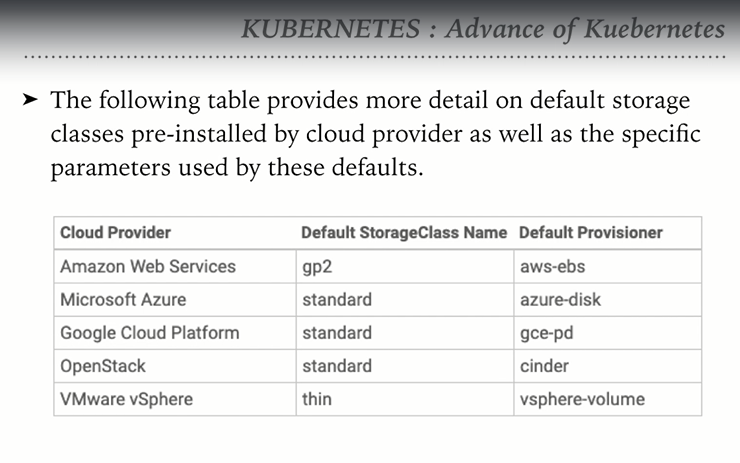 KUBERNETES : Advance of Kuebernetes
➤ The following table provides more detail on default storage
classes pre-installed by cloud provider as well as the specific
parameters used by these defaults.
Cloud Provider Default StorageClass Name Default Provisioner
Amazon Web Services gp2 aws-ebs
Microsoft Azure standard azure-disk
Google Cloud Platform standard gce-pd
OpenStack standard cinder
VMware vSphere thin vsphere-volume